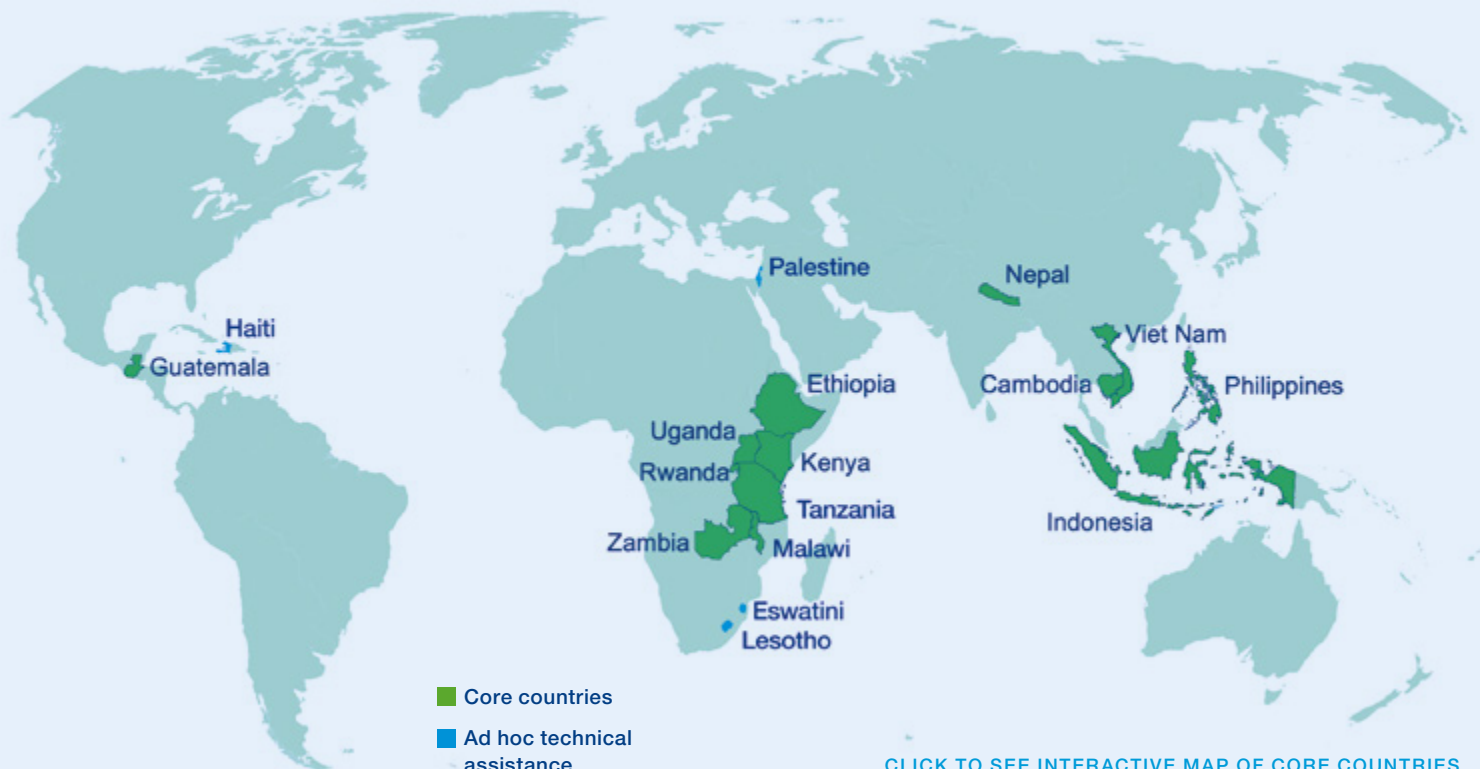 Palestine
Nepal
Haiti
Viet Nam
Guatemala
Ethiopia
Cambodia
Philippines
Uganda
Kenya
Rwanda
Tanzania
Indonesia
Zambia
Malawi
Eswatini
Lesotho
Core countries
Ad hoc technical
assistance
CLICK TO SEE INTERACTIVE MAP OF CORE COUNTRIES